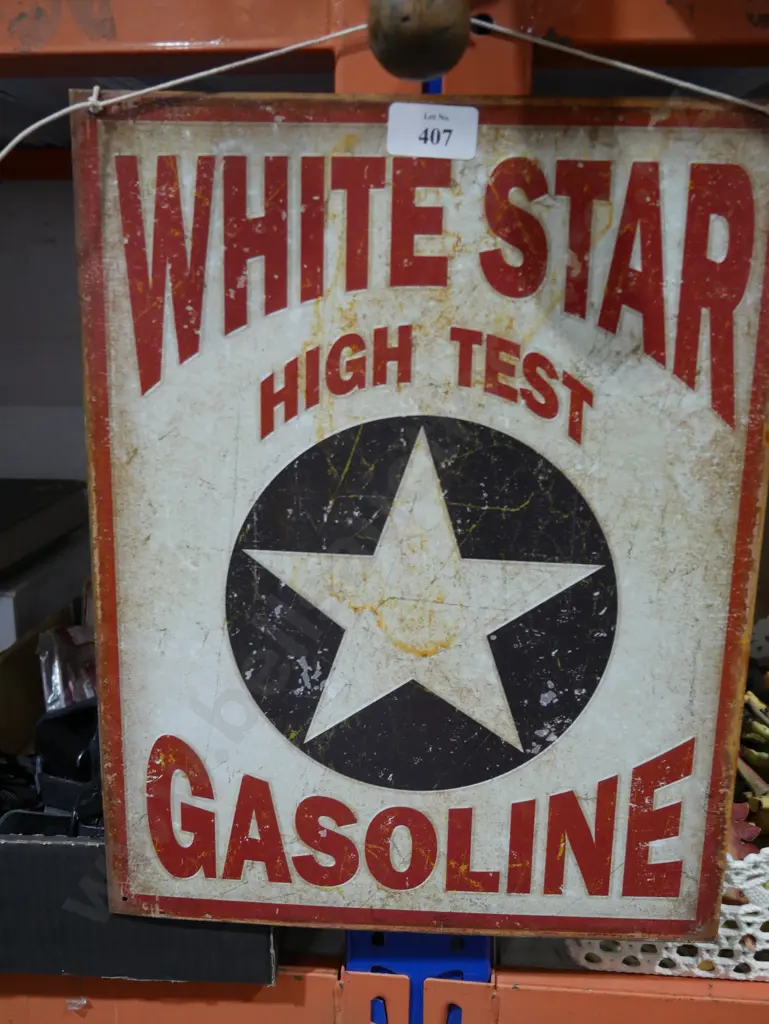 Lot No.
407
WHITE STAR
HIGH TEST
GASOLINE